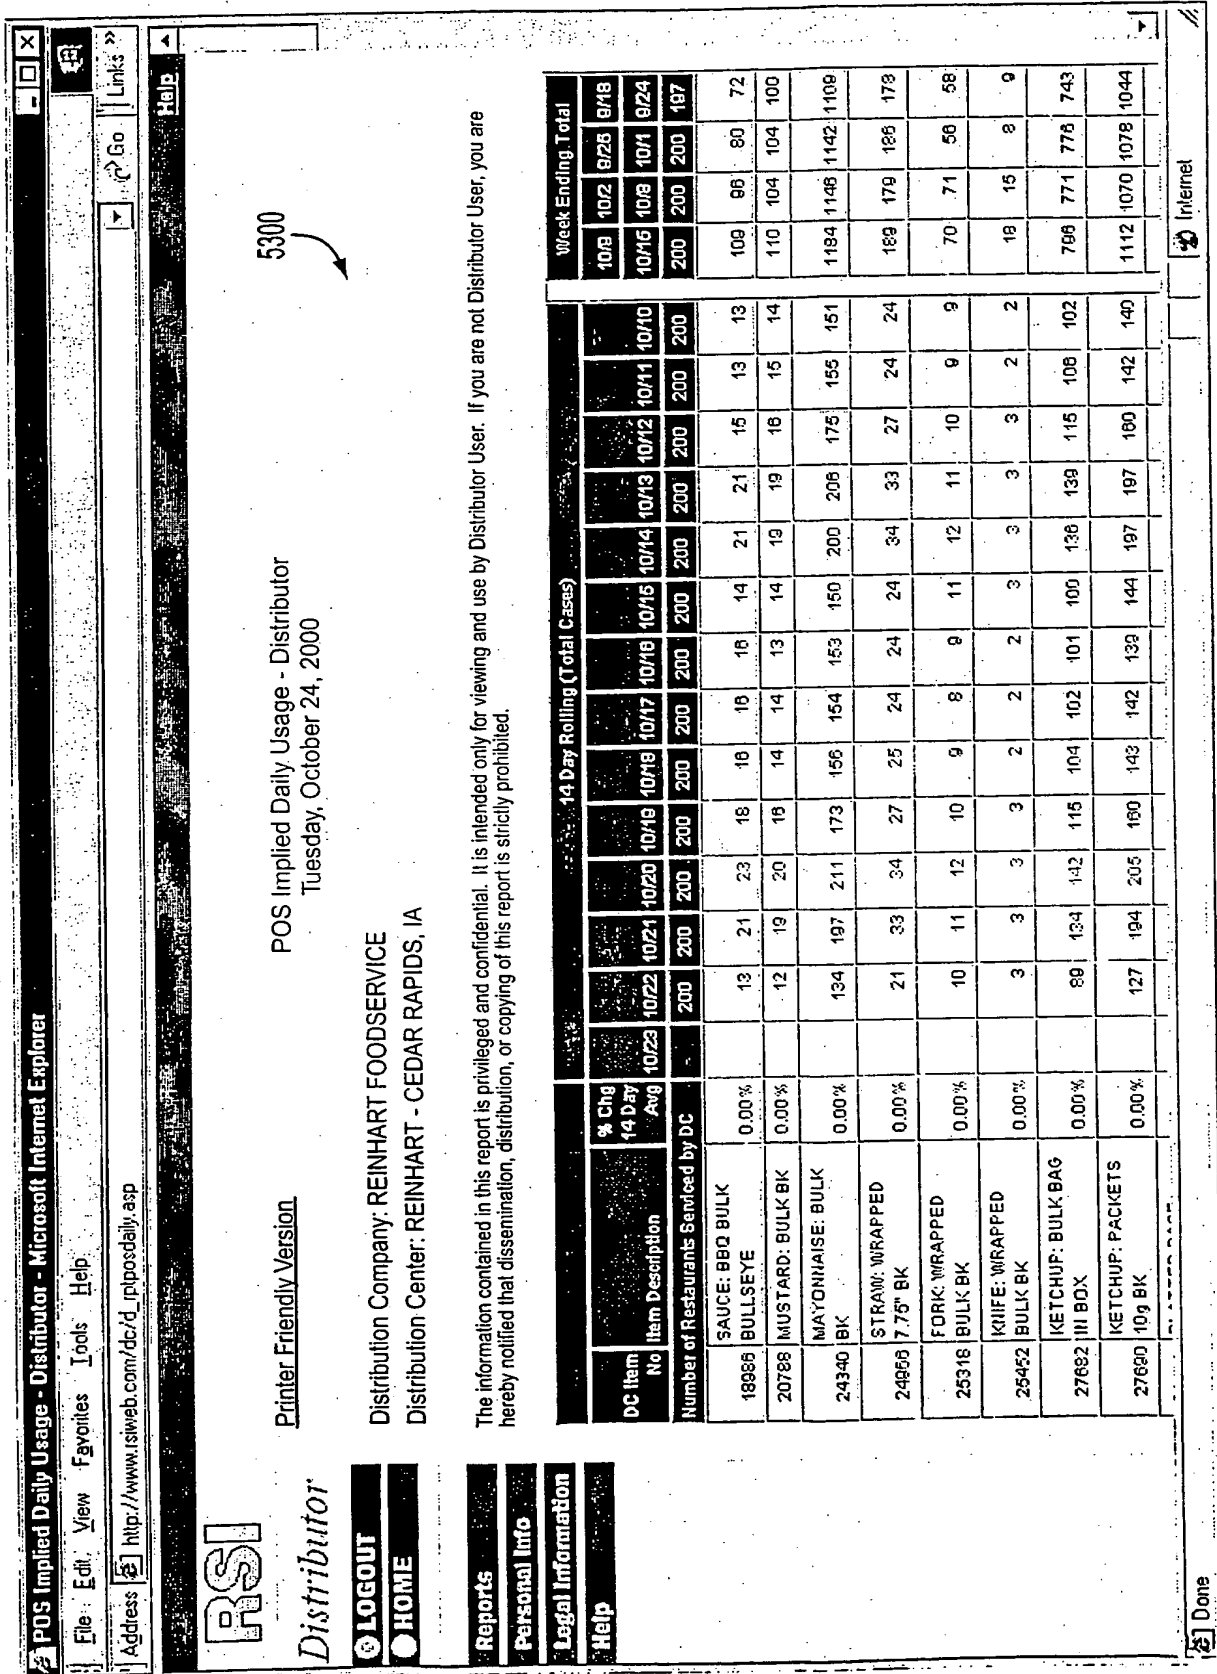 POS Implied Daily Usage - Distributor - Microsoft Internet Explorer
File Edit View Favorites Tools Help
Address http://www.rsiweb.com/dc/d_rptposdaily.asp Go Links »
Help
RSI
Distributor
LOGOUT
HOME
Reports
Personal Info
Legal Information
Help
Printer Friendly Version
POS Implied Daily Usage - Distributor
Tuesday, October 24, 2000
5300
Distribution Company: REINHART FOODSERVICE
Distribution Center: REINHART - CEDAR RAPIDS, IA
The information contained in this report is privileged and confidential. It is intended only for viewing and use by Distributor User. If you are not Distributor User, you are
hereby notified that dissemination, distribution, or copying of this report is strictly prohibited.
14 Day Rolling (Total Cases) Week Ending Total
% Chg 10/9 10/2 9/26 9/18
DC Item No Item Description 14 Day Avg 10/23 10/22 10/21 10/20 10/19 10/18 10/17 10/16 10/15 10/14 10/13 10/12 10/11 10/10 10/15 10/8 10/1 9/24
Number of Restaurants Serviced by DC - 200 200 200 200 200 200 200 200 200 200 200 200 200 200 200 200 197
SAUCE: BBQ BULK
18986 BULLSEYE 0.00% 13 21 23 18 16 16 16 14 21 21 15 13 13 109 96 80 72
20788 MUSTARD: BULK BK 0.00% 12 19 20 16 14 14 13 14 19 19 16 15 14 110 104 104 100
MAYONNAISE: BULK
24340 BK 0.00% 134 197 211 173 156 154 153 150 200 206 175 155 151 1184 1146 1142 1109
STRAW: WRAPPED
24966 7.75" BK 0.00% 21 33 34 27 25 24 24 24 34 33 27 24 24 189 179 186 178
FORK: WRAPPED
25318 BULK BK 0.00% 10 11 12 10 9 8 9 11 12 11 10 9 9 70 71 56 58
KNIFE: WRAPPED
25452 BULK BK 0.00% 3 3 3 3 2 2 2 3 3 3 3 2 2 18 15 8 9
KETCHUP: BULK BAG
27682 IN BOX 0.00% 89 134 142 115 104 102 101 100 136 139 115 106 102 796 771 776 743
KETCHUP: PACKETS
27690 10g BK 0.00% 127 194 205 160 143 142 139 144 197 197 160 142 140 1112 1070 1078 1044
Done Internet